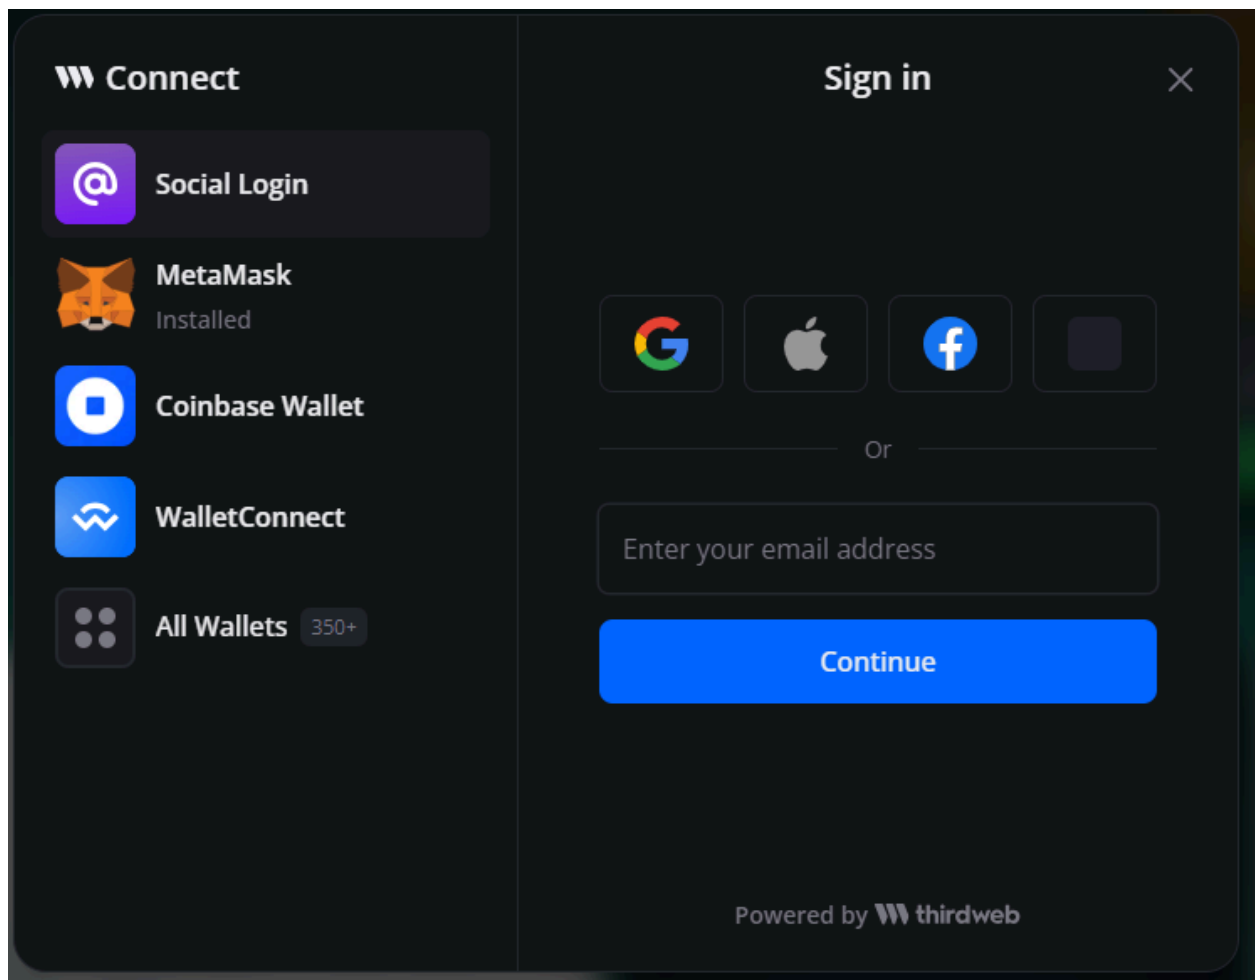 Connect
Social Login
MetaMask
Installed
Coinbase Wallet
WalletConnect
All Wallets 350+
Sign in
Or
Enter your email address
Continue
Powered by thirdweb